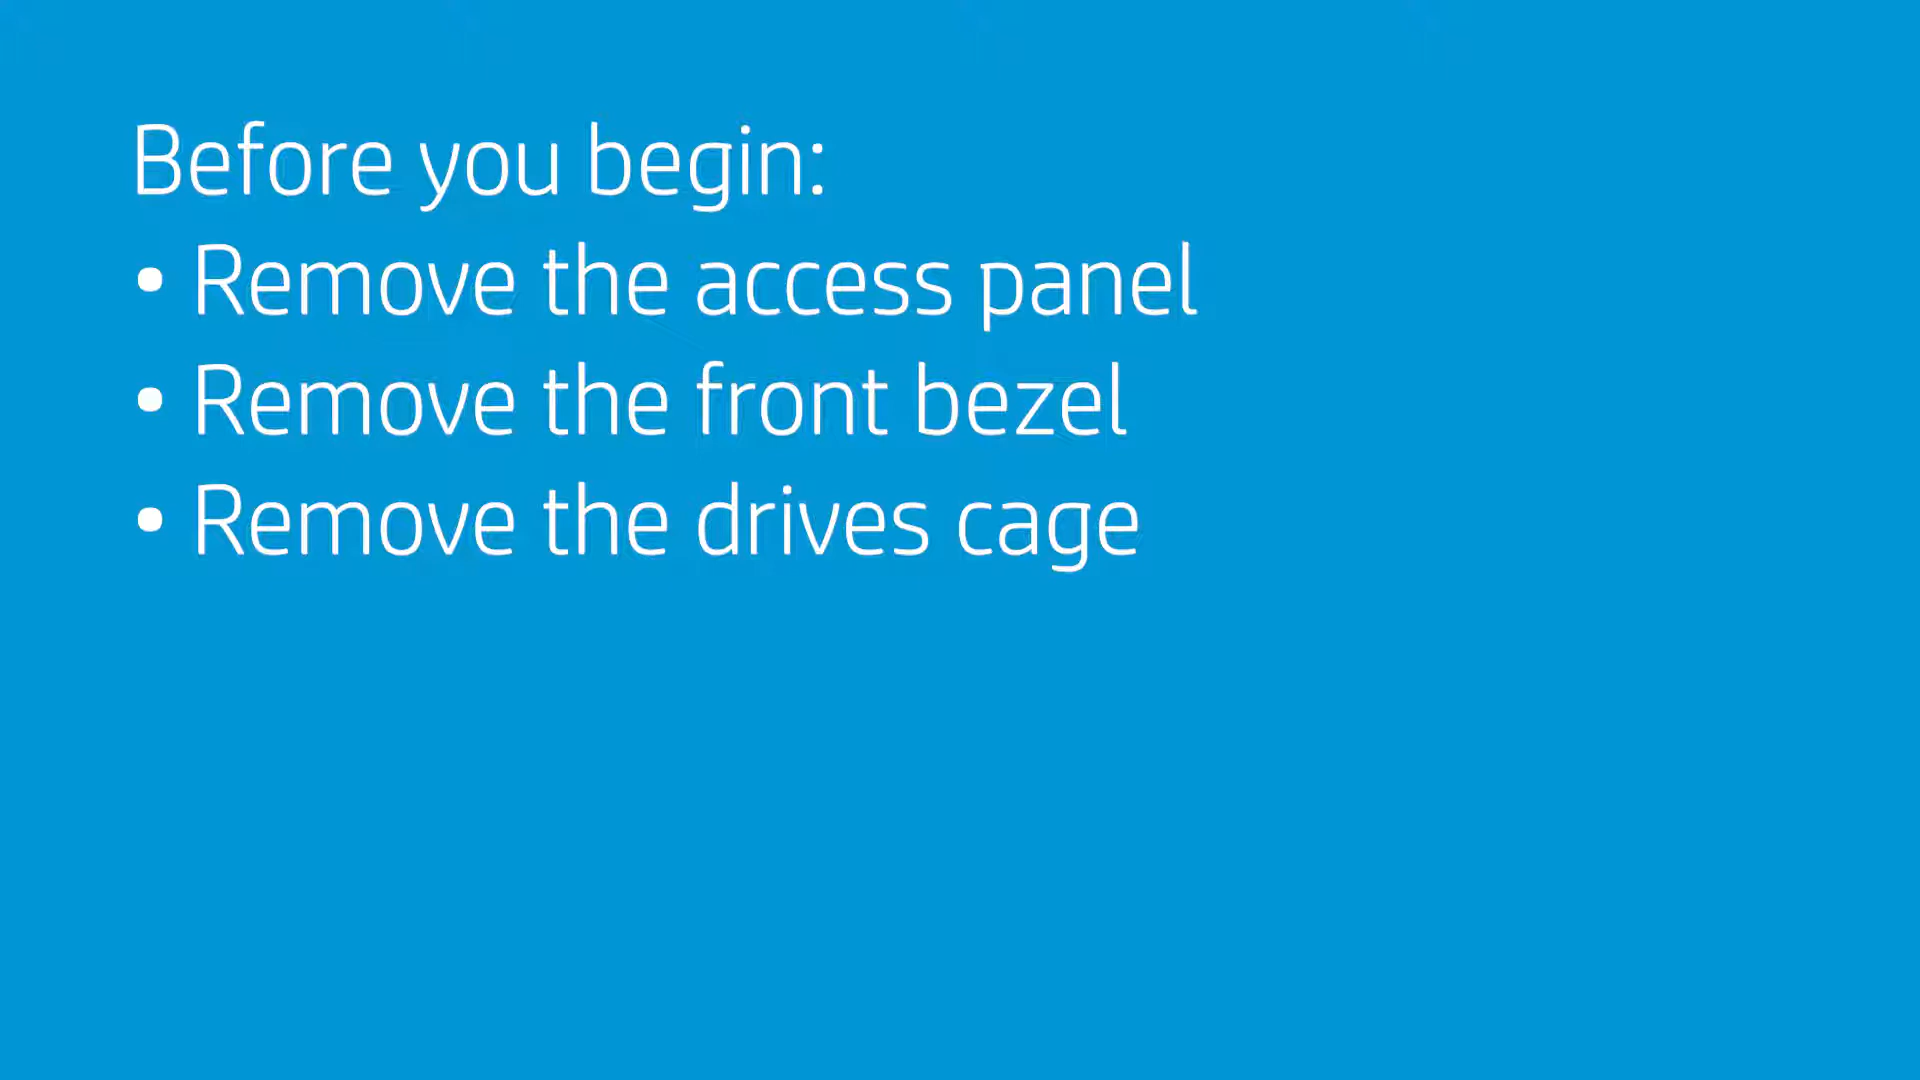 Before you begin:
• Remove the access panel
• Remove the front bezel
• Remove the drives cage